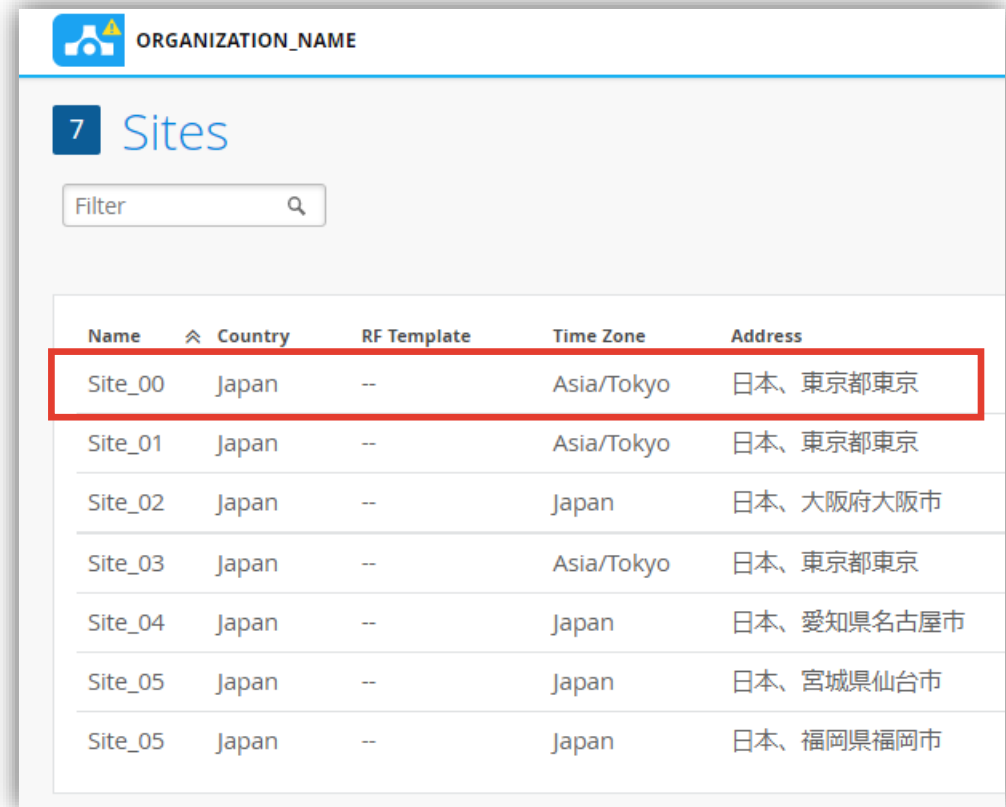 ORGANIZATION_NAME
7 Sites
Filter
Name Country RF Template Time Zone Address
Site_00 Japan -- Asia/Tokyo 日本、東京都東京
Site_01 Japan -- Asia/Tokyo 日本、東京都東京
Site_02 Japan -- Japan 日本、大阪府大阪市
Site_03 Japan -- Asia/Tokyo 日本、東京都東京
Site_04 Japan -- Japan 日本、愛知県名古屋市
Site_05 Japan -- Japan 日本、宮城県仙台市
Site_05 Japan -- Japan 日本、福岡県福岡市